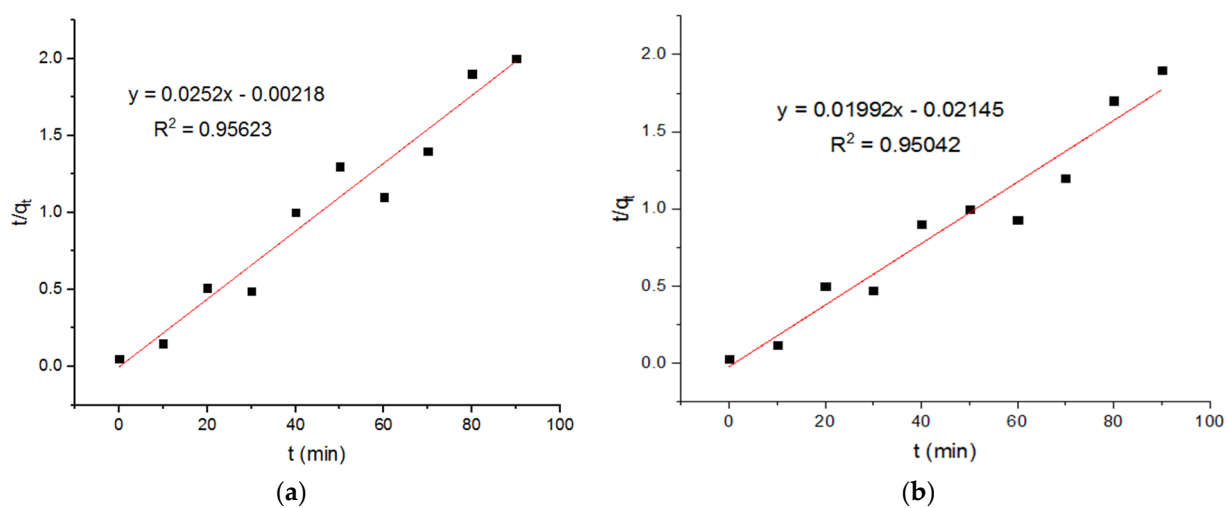 2.0
1.5
1.0
0.5
0.0
t/qt
y = 0.0252x - 0.00218
R² = 0.95623
0 20 40 60 80 100
t (min)
(a)
2.0
1.5
1.0
0.5
0.0
t/qt
y = 0.01992x - 0.02145
R² = 0.95042
0 20 40 60 80 100
t (min)
(b)